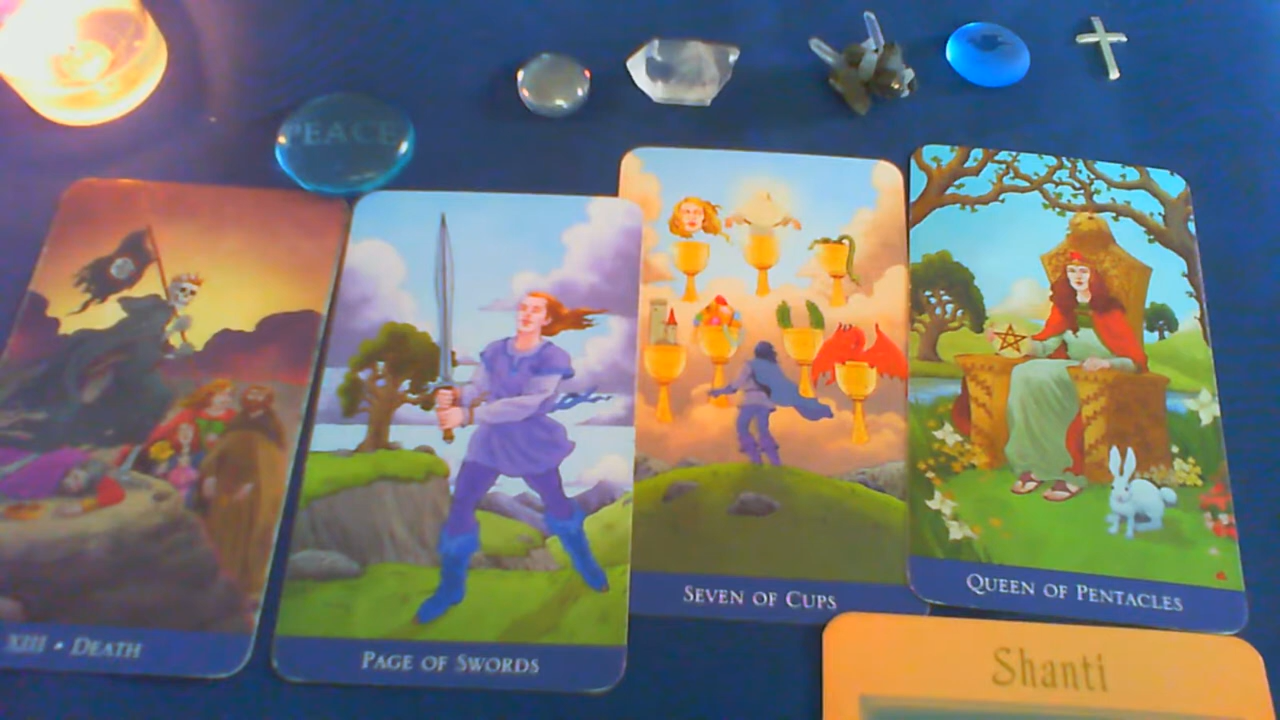 PEACE
XIII • DEATH
PAGE OF SWORDS
SEVEN OF CUPS
QUEEN OF PENTACLES
Shanti